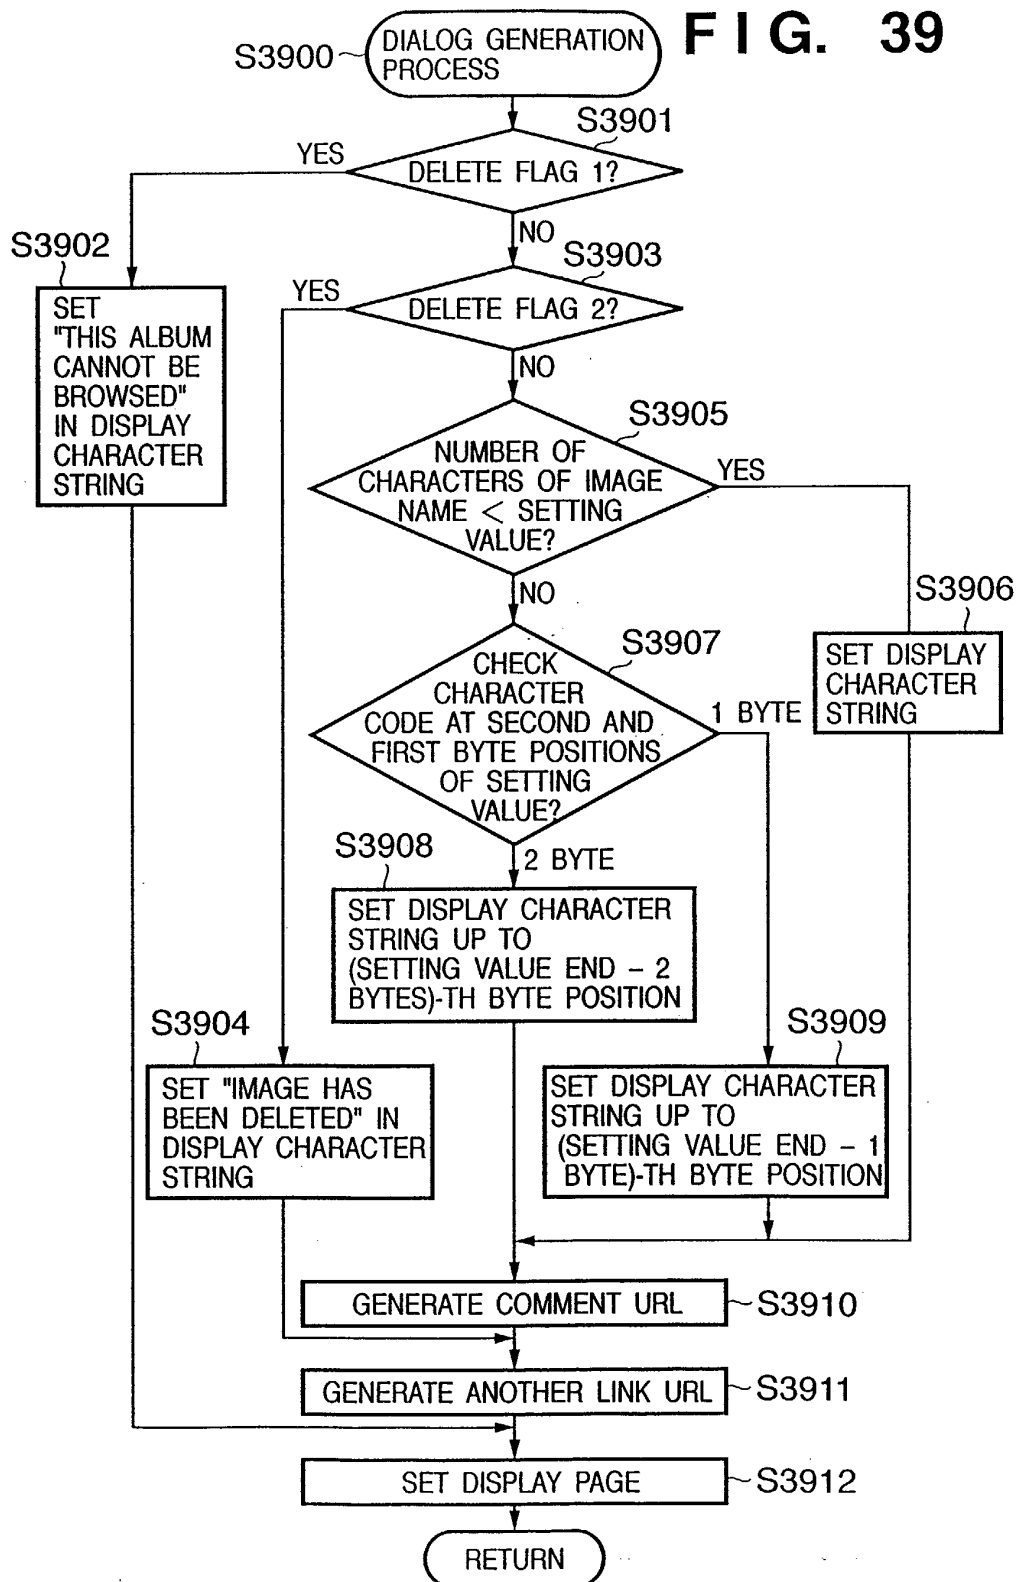 FIG. 39
S3900
DIALOG GENERATION
PROCESS
S3901
YES
DELETE FLAG 1?
NO
S3902
SET
"THIS ALBUM
CANNOT BE
BROWSED"
IN DISPLAY
CHARACTER
STRING
S3903
YES
DELETE FLAG 2?
NO
S3905
NUMBER OF
CHARACTERS OF IMAGE
NAME < SETTING
VALUE?
YES
NO
S3906
SET DISPLAY
CHARACTER
STRING
S3907
CHECK
CHARACTER
CODE AT SECOND AND
FIRST BYTE POSITIONS
OF SETTING
VALUE?
1 BYTE
2 BYTE
S3908
SET DISPLAY CHARACTER
STRING UP TO
(SETTING VALUE END - 2
BYTES)-TH BYTE POSITION
S3904
SET "IMAGE HAS
BEEN DELETED" IN
DISPLAY CHARACTER
STRING
S3909
SET DISPLAY CHARACTER
STRING UP TO
(SETTING VALUE END - 1
BYTE)-TH BYTE POSITION
GENERATE COMMENT URL
S3910
GENERATE ANOTHER LINK URL
S3911
SET DISPLAY PAGE
S3912
RETURN